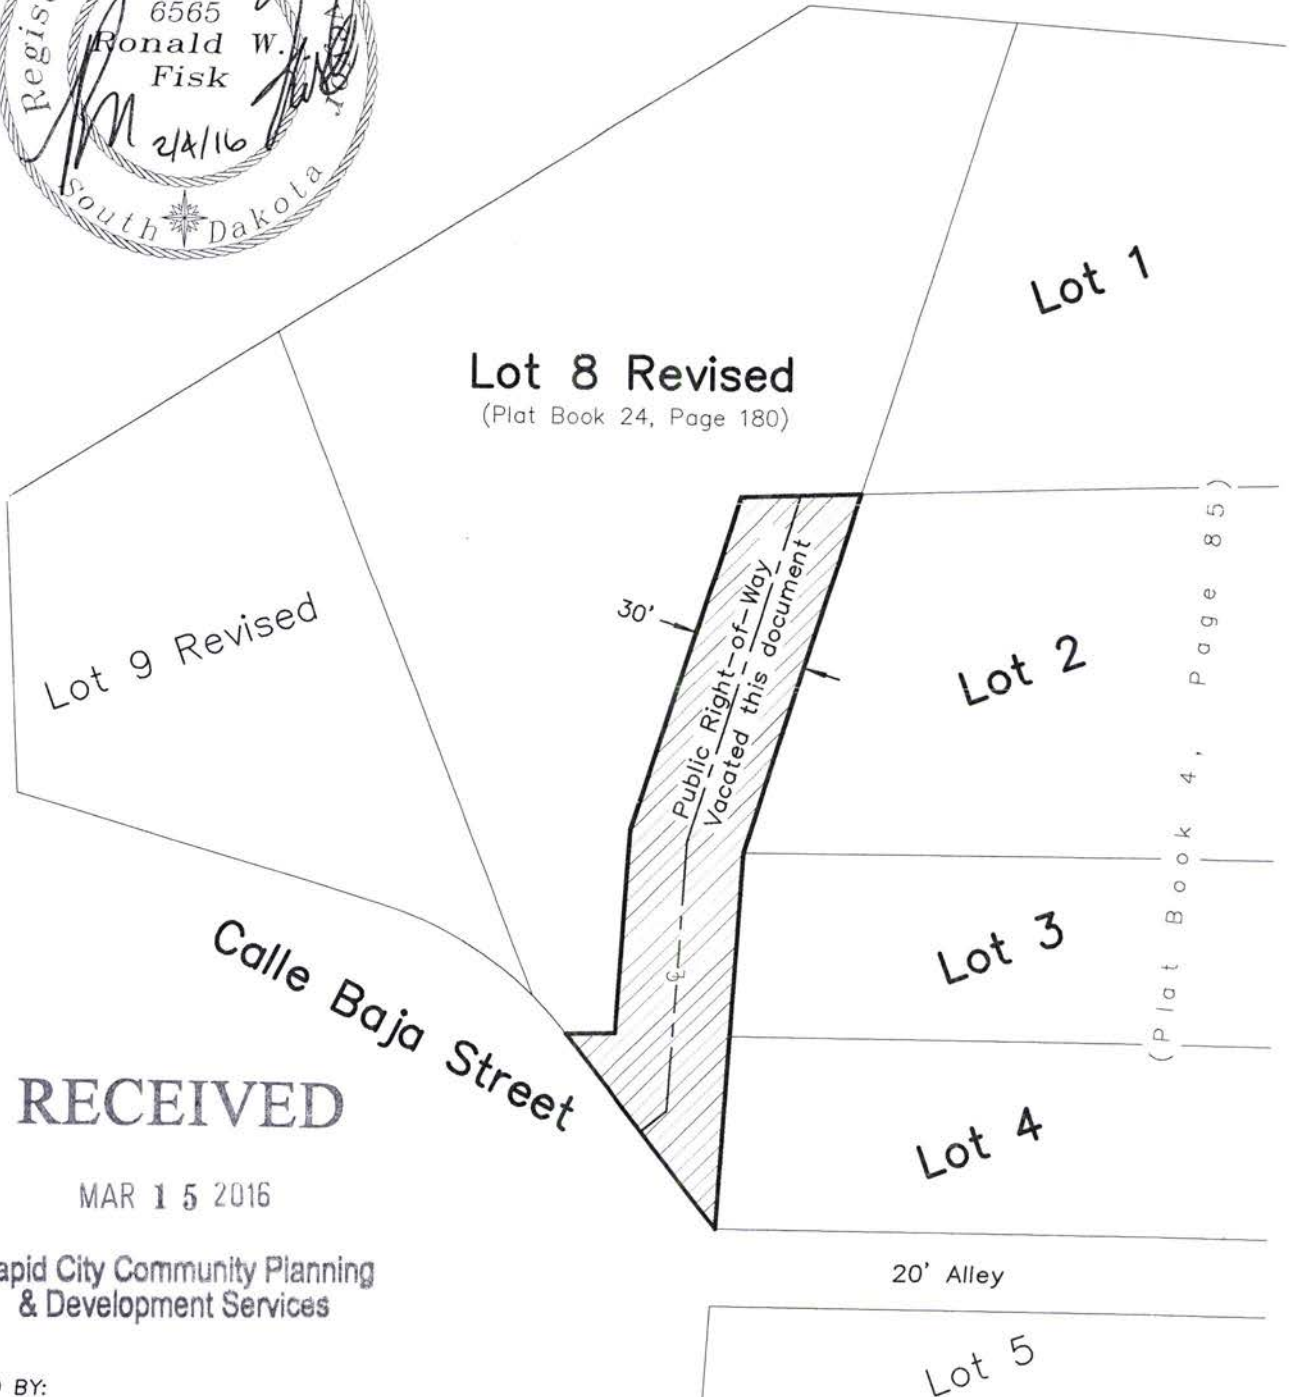 6565
Ronald W.
Fisk
2/4/16
South Dakota
Lot 1
Lot 8 Revised
(Plat Book 24, Page 180)
30'
Public Right-of-Way
Vacated this document
Lot 9 Revised
Lot 2
(Plat Book 4, Page 85)
Lot 3
Calle Baja Street
RECEIVED
MAR 15 2016
apid City Community Planning
& Development Services
Lot 4
20' Alley
Lot 5
BY: